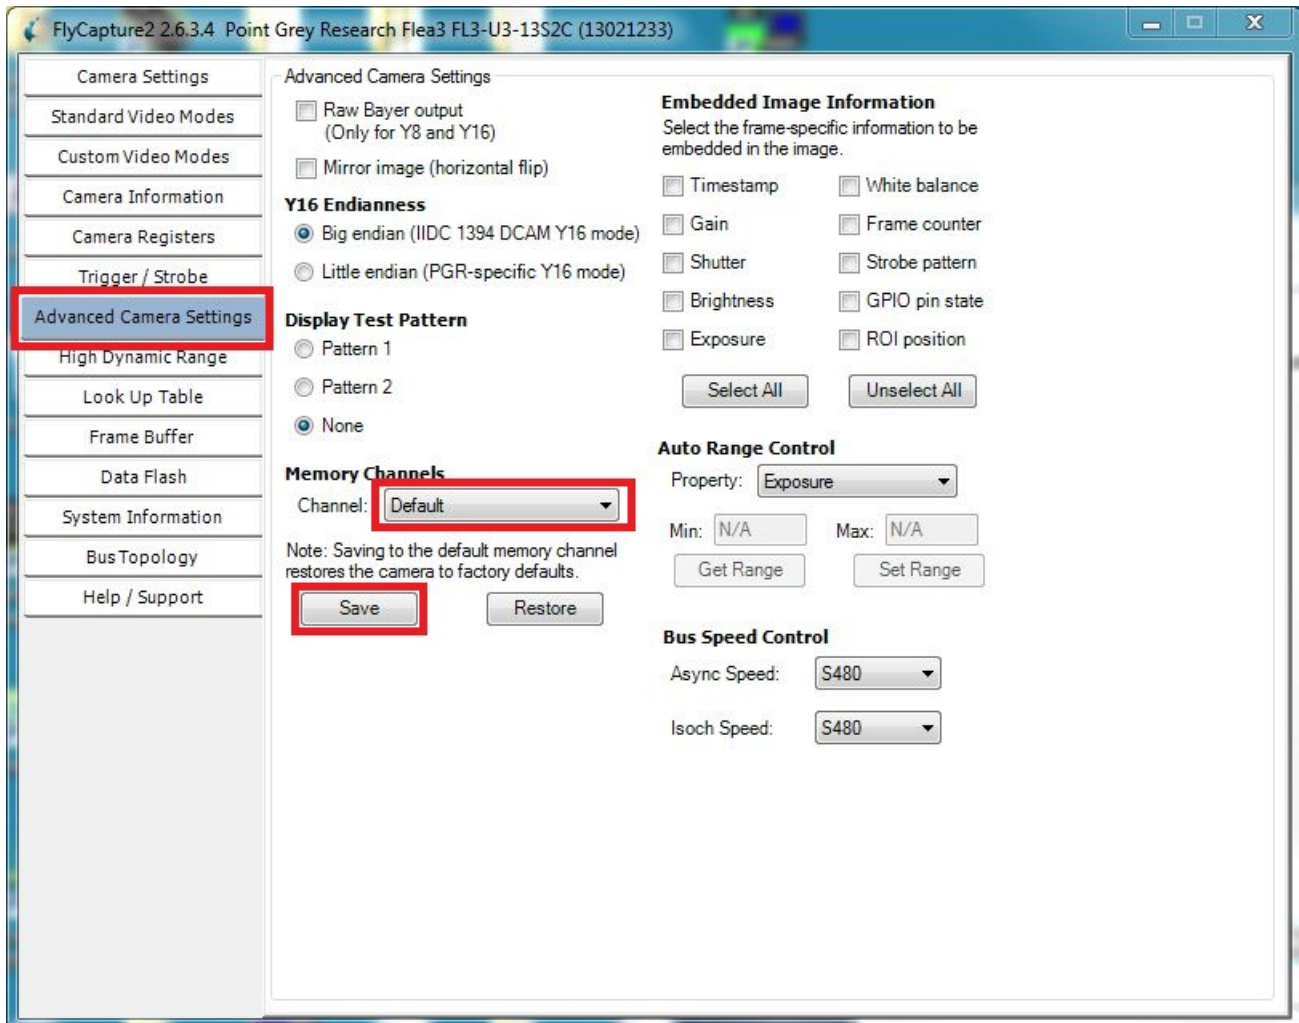 FlyCapture2 2.6.3.4 Point Grey Research Flea3 FL3-U3-13S2C (13021233)
Camera Settings
Standard Video Modes
Custom Video Modes
Camera Information
Camera Registers
Trigger / Strobe
Advanced Camera Settings
High Dynamic Range
Look Up Table
Frame Buffer
Data Flash
System Information
Bus Topology
Help / Support
Advanced Camera Settings
Raw Bayer output
(Only for Y8 and Y16)
Mirror image (horizontal flip)
Y16 Endianness
Big endian (IIDC 1394 DCAM Y16 mode)
Little endian (PGR-specific Y16 mode)
Display Test Pattern
Pattern 1
Pattern 2
None
Memory Channels
Channel: Default
Note: Saving to the default memory channel
restores the camera to factory defaults.
Save Restore
Embedded Image Information
Select the frame-specific information to be
embedded in the image.
Timestamp White balance
Gain Frame counter
Shutter Strobe pattern
Brightness GPIO pin state
Exposure ROI position
Select All Unselect All
Auto Range Control
Property: Exposure
Min: N/A Max: N/A
Get Range Set Range
Bus Speed Control
Async Speed: S480
Isoch Speed: S480